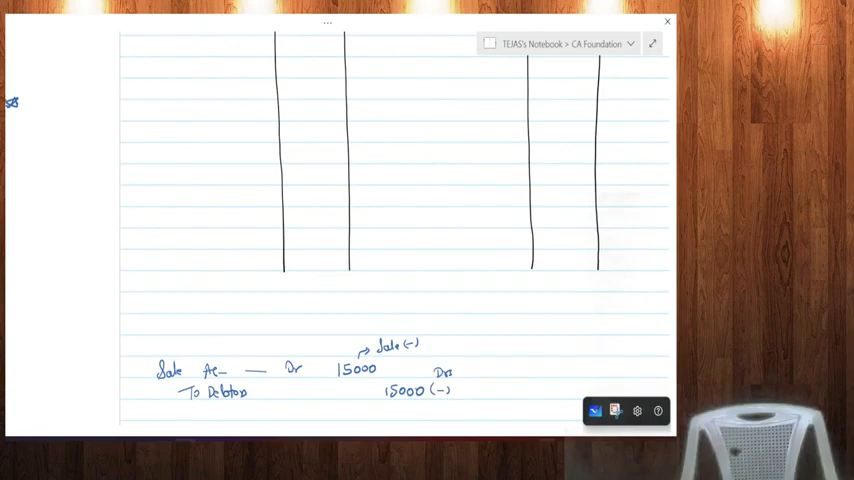 TEJAS's Notebook > CA Foundation
→ Sale (-)
Sale A/c — Dr 15000
Drs
To Debtors 15000 (-)